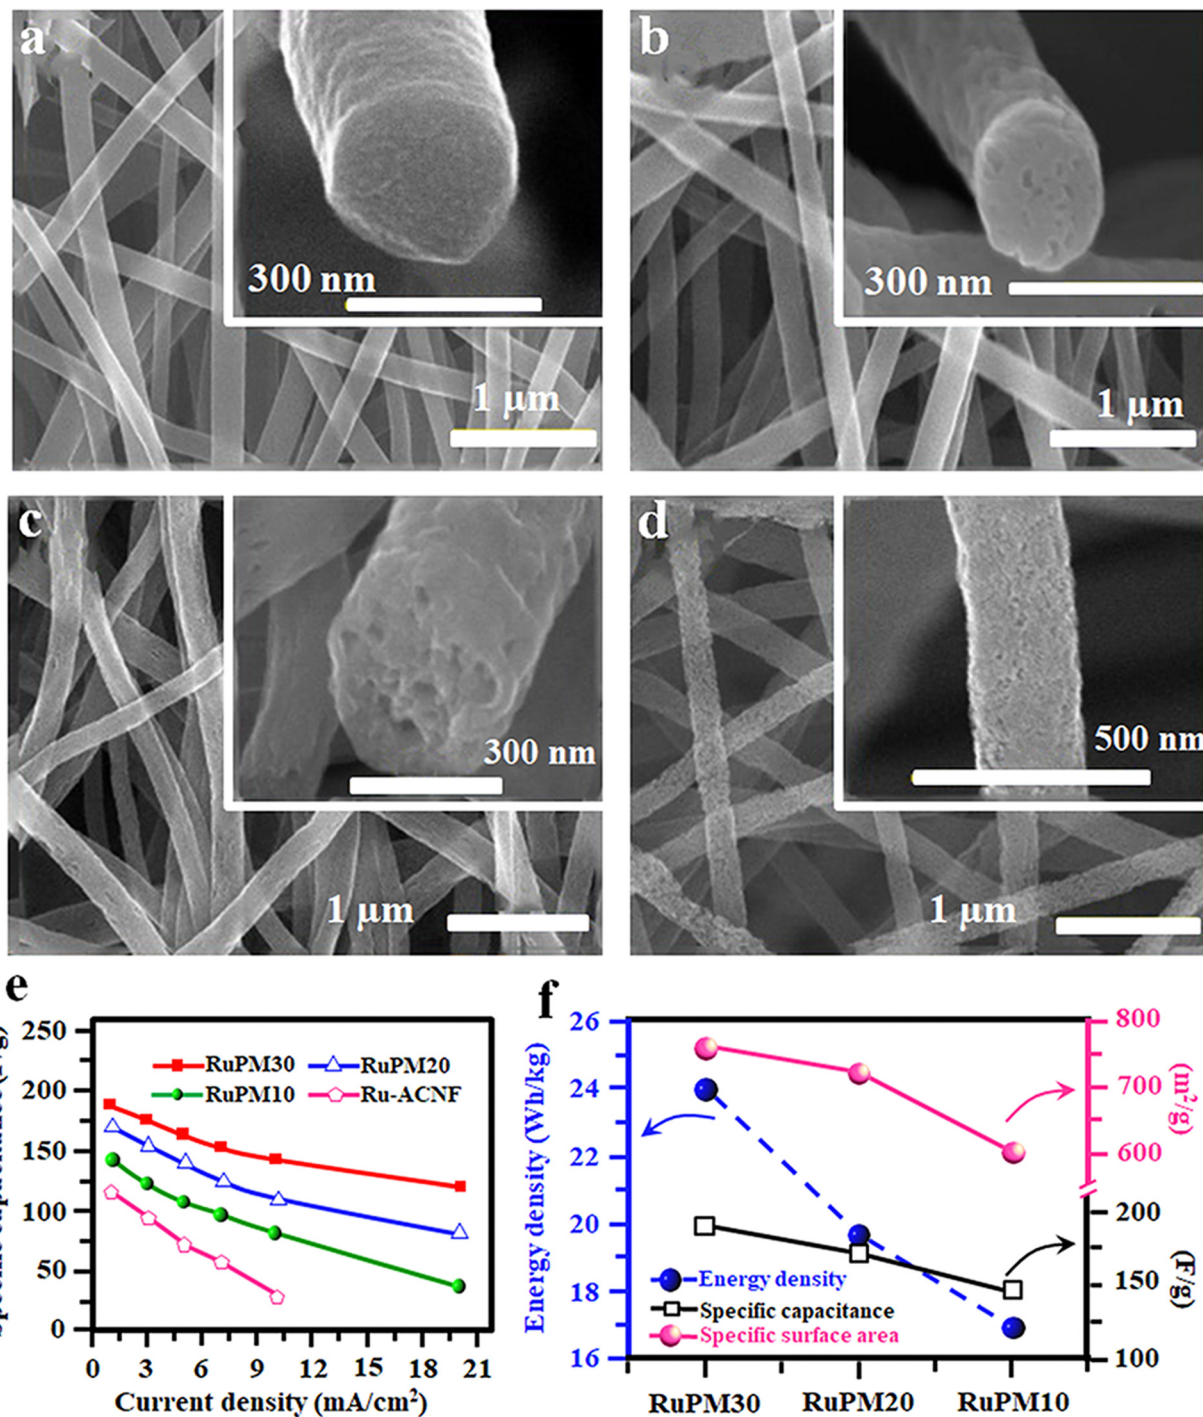 a
300 nm
1 µm
b
300 nm
1 µm
c
300 nm
1 µm
d
500 nm
1 µm
e
250
200
150
100
50
0
RuPM30
RuPM20
RuPM10
Ru-ACNF
0 3 6 9 12 15 18 21
Current density (mA/cm²)
f
Energy density (Wh/kg)
26
24
22
20
18
16
800
700
600
(m²/g)
200
150
100
(F/g)
Energy density
Specific capacitance
Specific surface area
RuPM30 RuPM20 RuPM10